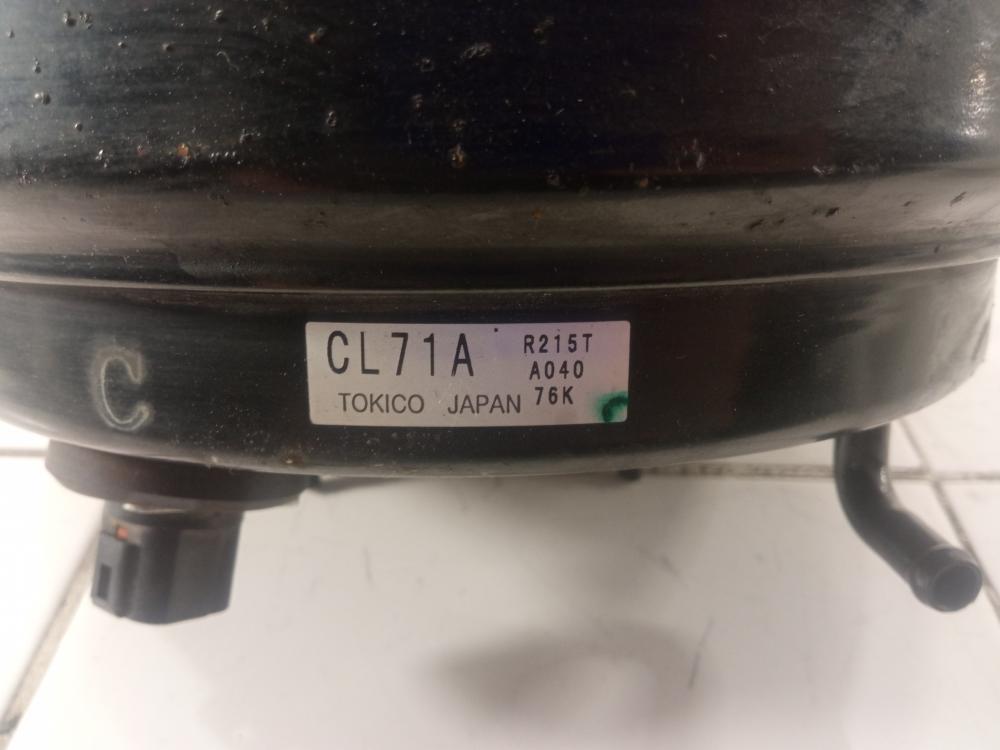 CL71A R215T
A040
TOKICO JAPAN 76K
C